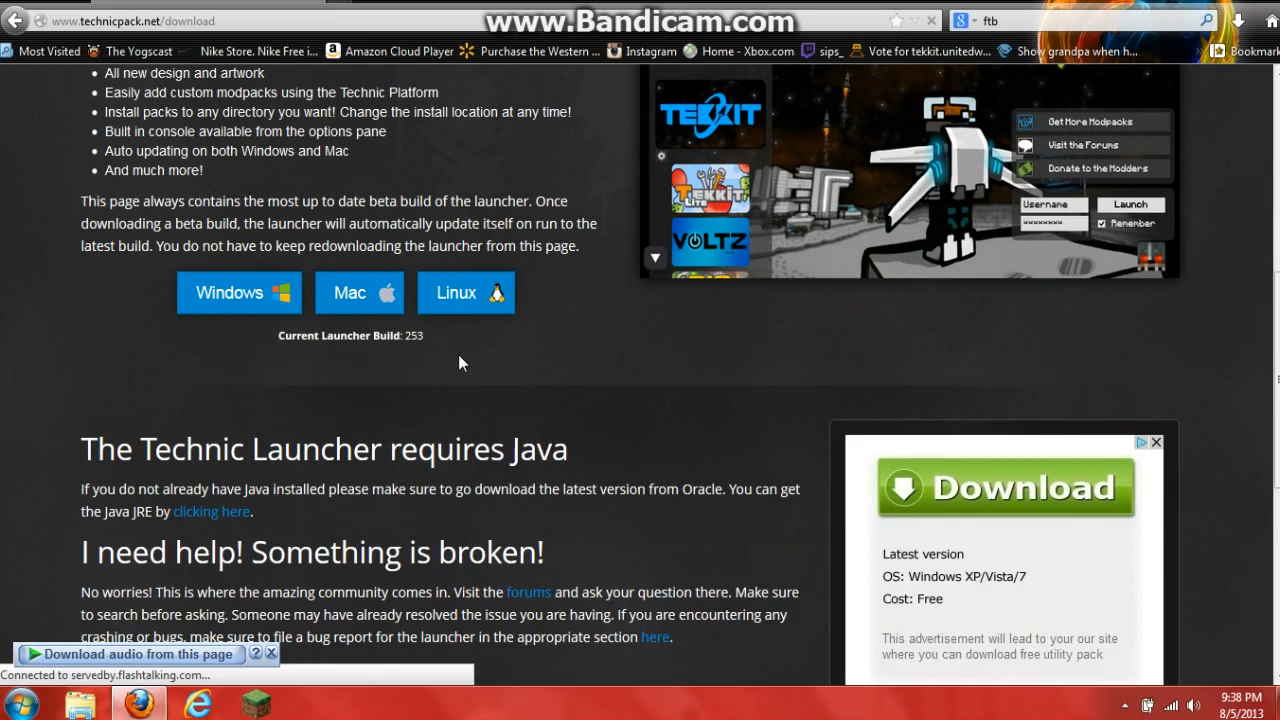 www.technicpack.net/download
www.Bandicam.com
ftb
Most Visited
The Yogscast
Nike Store. Nike Free i...
Amazon Cloud Player
Purchase the Western ...
Instagram
Home - Xbox.com
sips_
Vote for tekkit.unitedw...
Show grandpa when h...
Bookmark
All new design and artwork
Easily add custom modpacks using the Technic Platform
Install packs to any directory you want! Change the install location at any time!
Built in console available from the options pane
Auto updating on both Windows and Mac
And much more!
This page always contains the most up to date beta build of the launcher. Once
downloading a beta build, the launcher will automatically update itself on run to the
latest build. You do not have to keep redownloading the launcher from this page.
Windows
Mac
Linux
Current Launcher Build: 253
TEKKIT
TEKKIT
LITE
VOLTZ
Get More Modpacks
Visit the Forums
Donate to the Modders
Username
Launch
××××××××
Remember
The Technic Launcher requires Java
If you do not already have Java installed please make sure to go download the latest version from Oracle. You can get
the Java JRE by clicking here.
I need help! Something is broken!
No worries! This is where the amazing community comes in. Visit the forums and ask your question there. Make sure
to search before asking. Someone may have already resolved the issue you are having. If you are encountering any
crashing or bugs, make sure to file a bug report for the launcher in the appropriate section here.
Download
Latest version
OS: Windows XP/Vista/7
Cost: Free
This advertisement will lead to your our site
where you can download free utility pack
Download audio from this page
?
Connected to servedby.flashtalking.com...
9:38 PM
8/5/2013